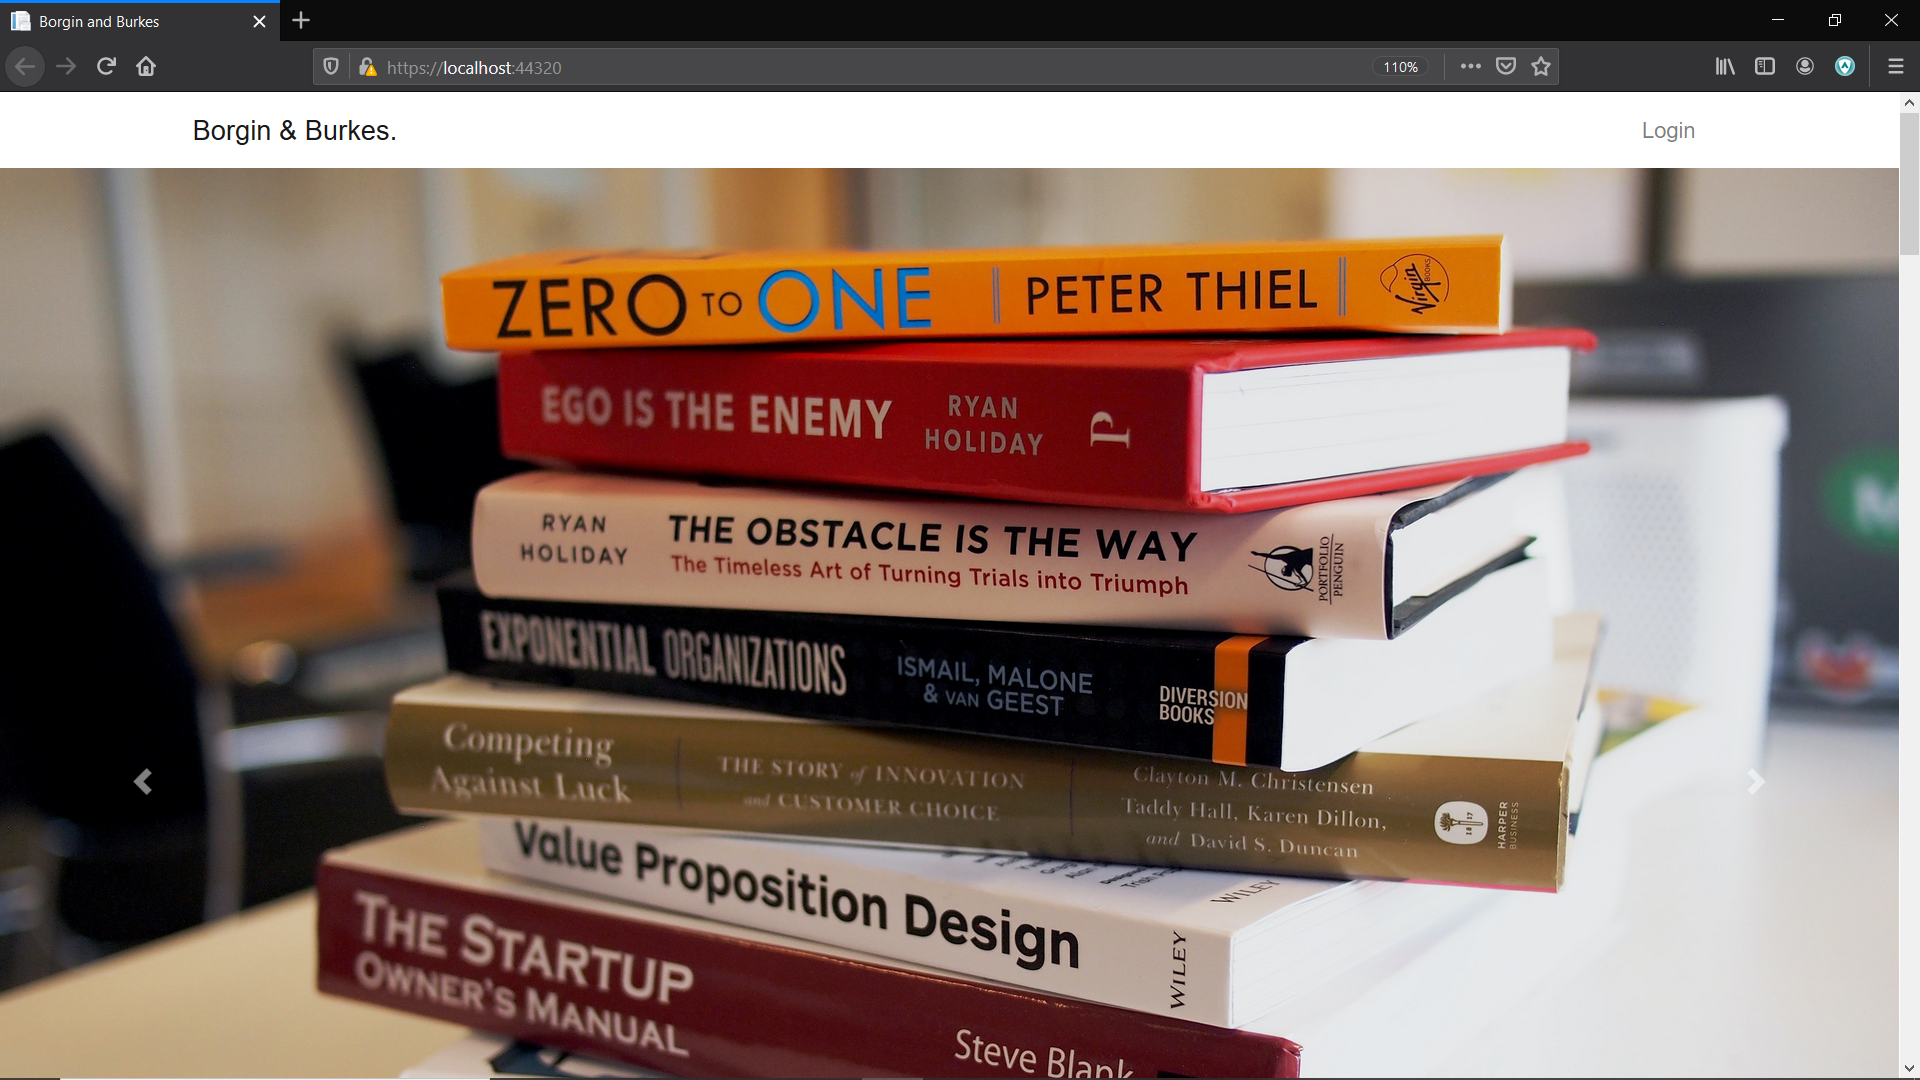 Borgin and Burkes
https://localhost:44320
110%
Borgin & Burkes.
Login
ZERO TO ONE PETER THIEL Virgin BOOKS
EGO IS THE ENEMY RYAN HOLIDAY P
RYAN HOLIDAY THE OBSTACLE IS THE WAY
The Timeless Art of Turning Trials into Triumph
PORTFOLIO PENGUIN
EXPONENTIAL ORGANIZATIONS ISMAIL, MALONE
& VAN GEEST
DIVERSION
BOOKS
Competing
Against Luck
THE STORY of INNOVATION
and CUSTOMER CHOICE
Clayton M. Christensen
Taddy Hall, Karen Dillon,
and David S. Duncan
18 17
HARPER
BUSINESS
Value Proposition Design
WILEY
WILEY
THE STARTUP
OWNER'S MANUAL
Steve Blank